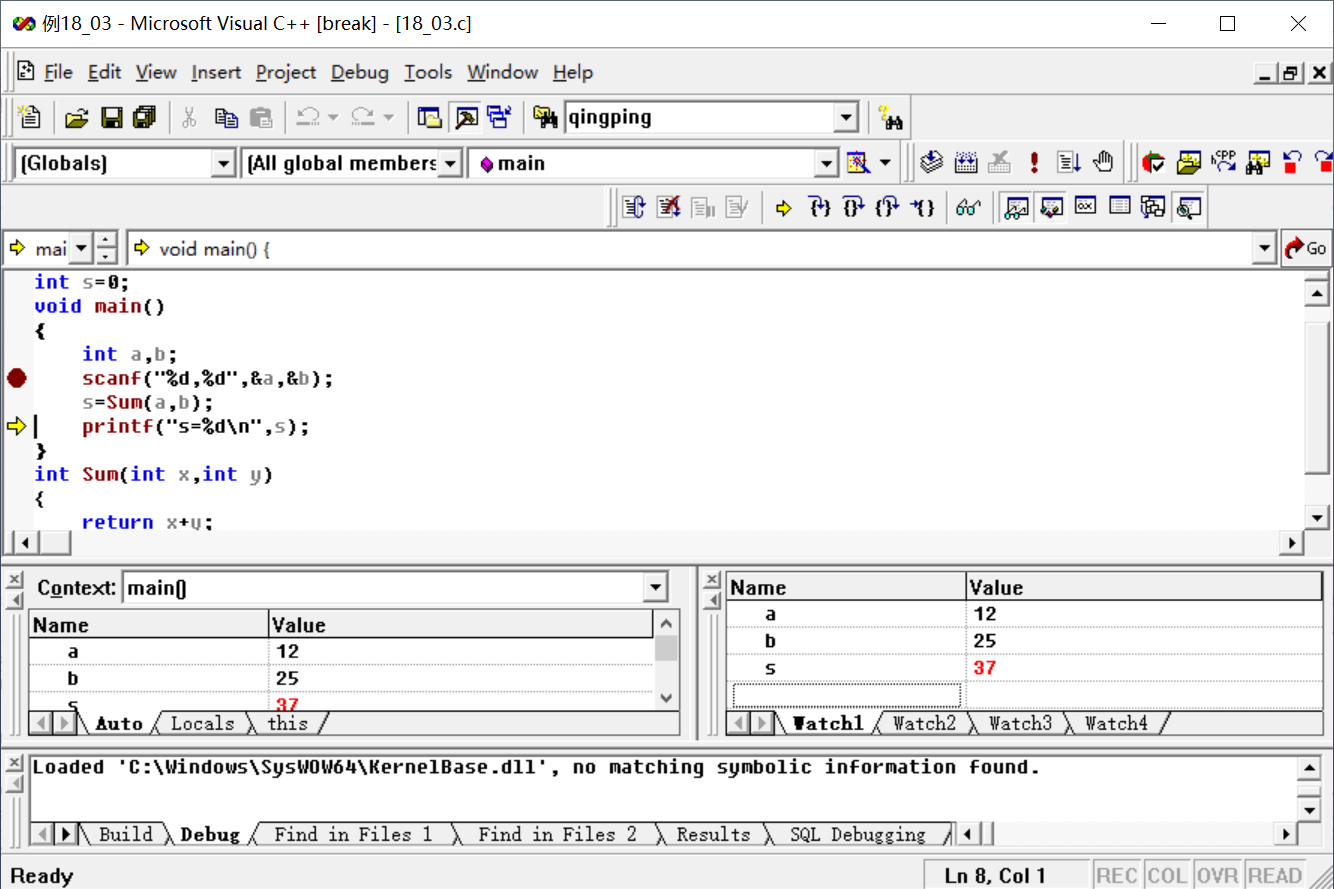 例18_03 - Microsoft Visual C++ [break] - [18_03.c]
File Edit View Insert Project Debug Tools Window Help
qingping
(Globals) (All global members main
mai void main() { Go
int s=0;
void main()
{
int a,b;
scanf("%d,%d",&a,&b);
s=Sum(a,b);
printf("s=%d\n",s);
}
int Sum(int x,int y)
{
return x+y;
Context: main()
Name Value
a 12
b 25
s 37
Auto Locals this
Name Value
a 12
b 25
s 37
Watch1 Watch2 Watch3 Watch4
Loaded 'C:\Windows\SysWOW64\KernelBase.dll', no matching symbolic information found.
Build Debug Find in Files 1 Find in Files 2 Results SQL Debugging
Ready Ln 8, Col 1 REC COL OVR READ